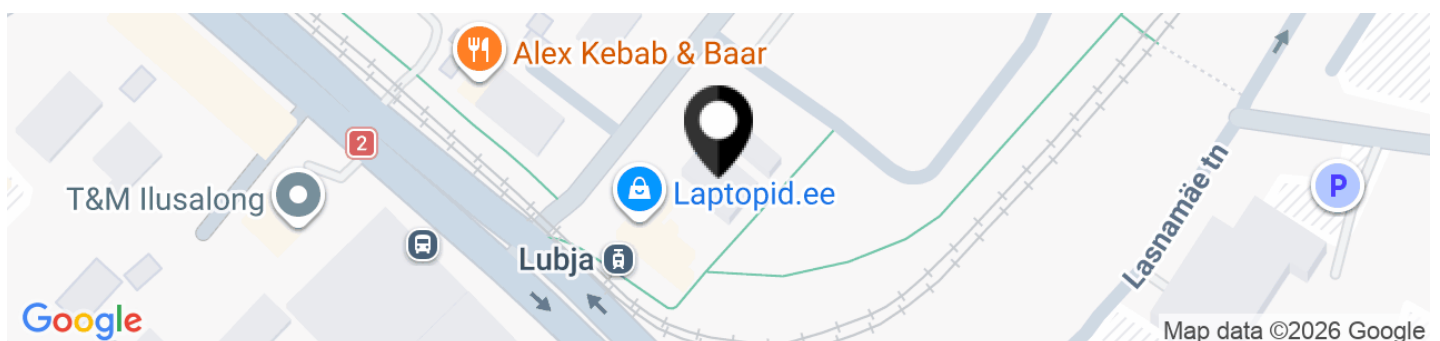 Alex Kebab & Baar
2
T&M Ilusalong
Laptopid.ee
P
Lasnamäe tn
Lubja
Google
Map data ©2026 Google